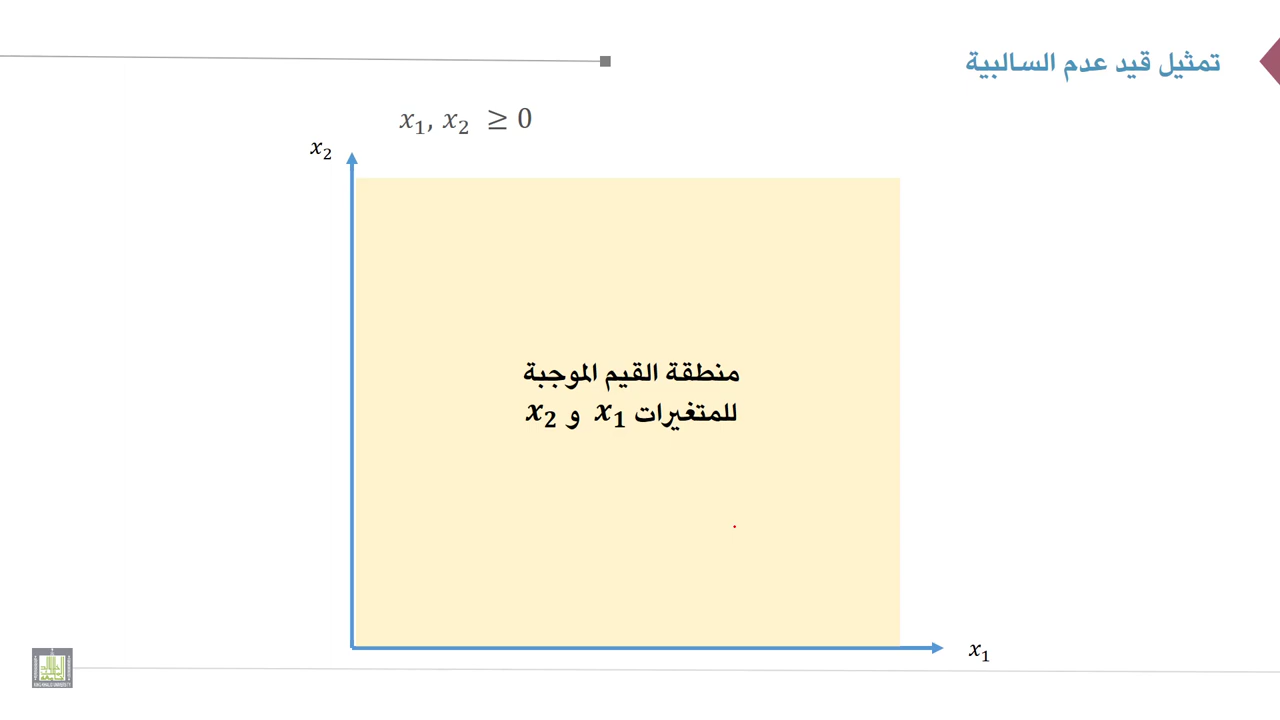 تمثيل قيد عدم السالبية
x₁, x₂ ≥ 0
x₂
منطقة القيم الموجبة
للمتغيرات x₁ و x₂
x₁